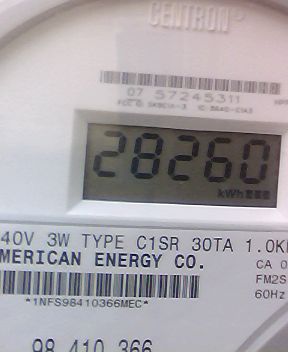 CENTRON
07 57245311
28260
kWh
40V 3W TYPE C1SR 30TA 1.0K
MERICAN ENERGY CO.
CA 0
FM2S
*1NFS98410366MEC*
60Hz
98 410 366